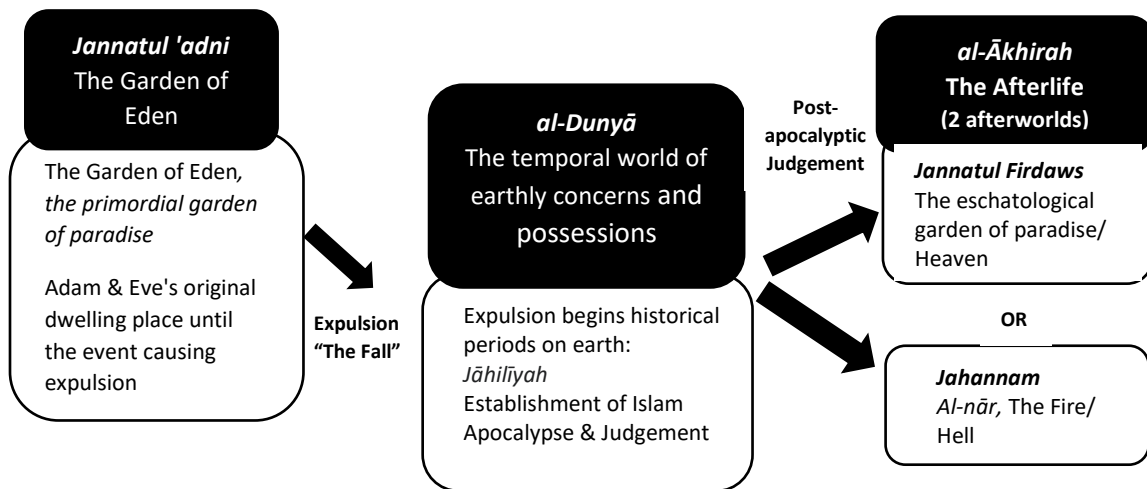 Jannatul 'adni
The Garden of
Eden
The Garden of Eden,
the primordial garden
of paradise
Adam & Eve's original
dwelling place until
the event causing
expulsion
Expulsion
“The Fall”
al-Dunyā
The temporal world of
earthly concerns and
possessions
Expulsion begins historical
periods on earth:
Jāhilīyah
Establishment of Islam
Apocalypse & Judgement
Post-
apocalyptic
Judgement
al-Ākhirah
The Afterlife
(2 afterworlds)
Jannatul Firdaws
The eschatological
garden of paradise/
Heaven
OR
Jahannam
Al-nār, The Fire/
Hell